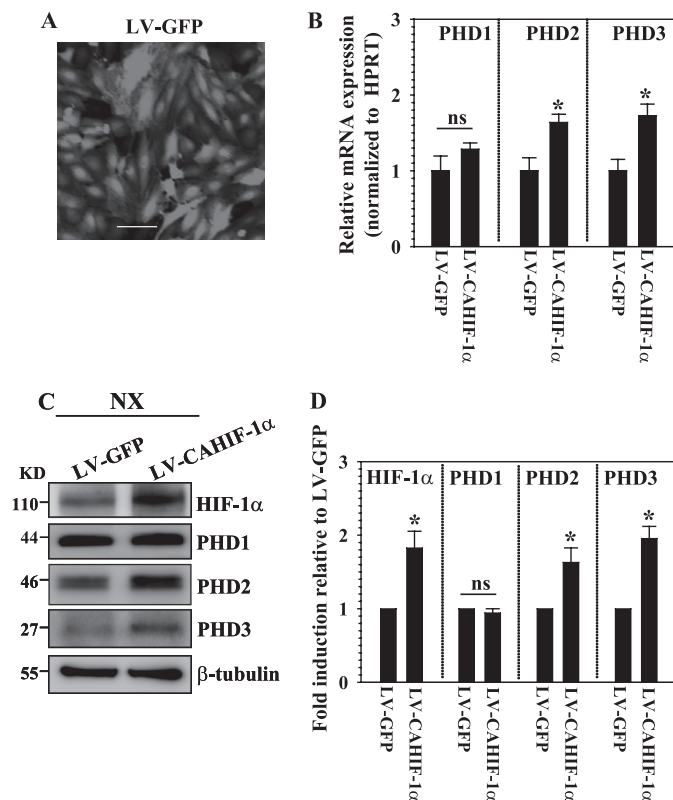 A
LV-GFP
B
PHD1
PHD2
PHD3
Relative mRNA expression
(normalized to HPRT)
3
2
1
0
ns
*
*
LV-GFP
LV-CAHIF-1α
LV-GFP
LV-CAHIF-1α
LV-GFP
LV-CAHIF-1α
C
NX
LV-GFP
LV-CAHIF-1α
KD
110
HIF-1α
44
PHD1
46
PHD2
27
PHD3
55
β-tubulin
D
HIF-1α
PHD1
PHD2
PHD3
Fold induction relative to LV-GFP
3
2
1
0
*
ns
*
*
LV-GFP
LV-CAHIF-1α
LV-GFP
LV-CAHIF-1α
LV-GFP
LV-CAHIF-1α
LV-GFP
LV-CAHIF-1α